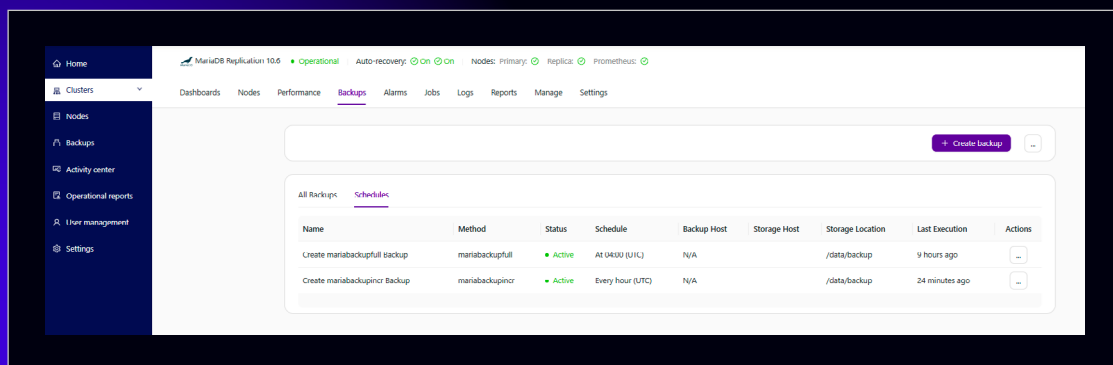 Home
Clusters
Nodes
Backups
Activity center
Operational reports
User management
Settings
MariaDB Replication 10.6 Operational Auto-recovery: On On Nodes: Primary: Replica: Prometheus:
Dashboards Nodes Performance Backups Alarms Jobs Logs Reports Manage Settings
+ Create backup ...
All Backups Schedules
Name Method Status Schedule Backup Host Storage Host Storage Location Last Execution Actions
Create mariabackupfull Backup mariabackupfull Active At 04:00 (UTC) N/A /data/backup 9 hours ago ...
Create mariabackupincr Backup mariabackupincr Active Every hour (UTC) N/A /data/backup 24 minutes ago ...